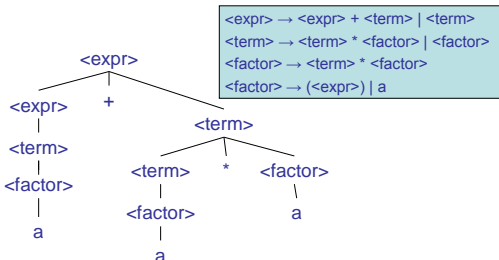 <expr> → <expr> + <term> | <term>
<term> → <term> * <factor> | <factor>
<factor> → <term> * <factor>
<factor> → (<expr>) | a
<expr>
<expr> +
<term>
<term>
<term> * <factor>
<factor>
<factor> a
a
a